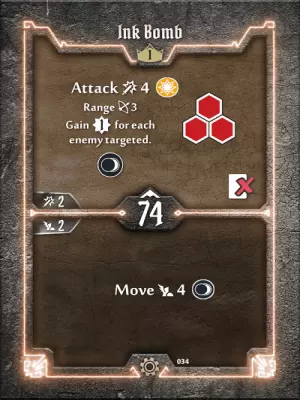 Ink Bomb
1
Attack 4
Range 3
Gain 1 for each
enemy targeted.
2
74
2
Move 4
034